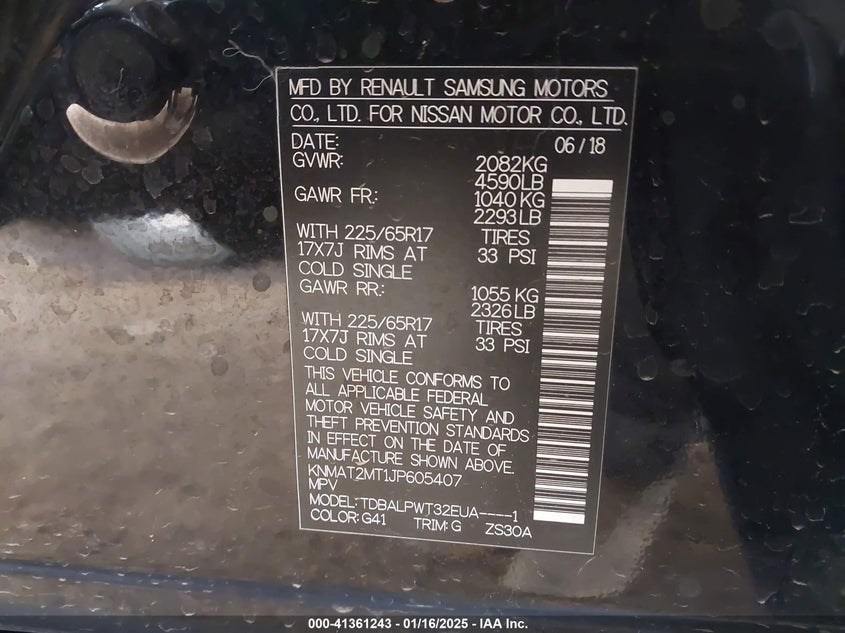 MFD BY RENAULT SAMSUNG MOTORS
CO., LTD. FOR NISSAN MOTOR CO., LTD.
DATE: 06/18
GVWR: 2082KG
4590LB
GAWR FR: 1040 KG
2293 LB
WITH 225/65R17 TIRES
17X7J RIMS AT 33 PSI
COLD SINGLE
GAWR RR: 1055 KG
2326 LB
WITH 225/65R17 TIRES
17X7J RIMS AT 33 PSI
COLD SINGLE
THIS VEHICLE CONFORMS TO
ALL APPLICABLE FEDERAL
MOTOR VEHICLE SAFETY AND
THEFT PREVENTION STANDARDS
IN EFFECT ON THE DATE OF
MANUFACTURE SHOWN ABOVE.
KNMAT2MT1JP605407
MPV
MODEL: TDBALPWT32EUA----1
COLOR: G41 TRIM: G ZS30A
000-41361243 - 01/16/2025 - IAA Inc.